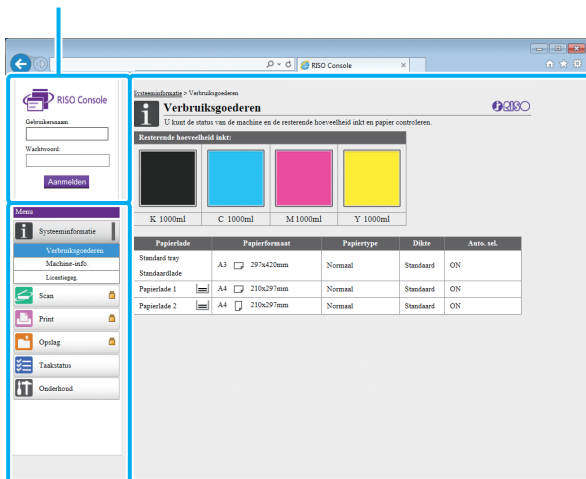 RISO Console
RISO Console
Gebruikersnaam
Wachtwoord:
Aanmelden
Menu
Systeeminformatie
Verbruiksgoederen
Machine-info.
Licentiegeg.
Scan
Print
Opslag
Taakstatus
Onderhoud
Systeeminformatie > Verbruiksgoederen
Verbruiksgoederen
RISO
U kunt de status van de machine en de resterende hoeveelheid inkt en papier controleren.
Resterende hoeveelheid inkt:
K 1000ml C 1000ml M 1000ml Y 1000ml
Papierlade Papierformaat Papiertype Dikte Auto. sel.
Standard tray
Standaardlade A3 297x420mm Normaal Standaard ON
Papierlade 1 A4 210x297mm Normaal Standaard ON
Papierlade 2 A4 210x297mm Normaal Standaard ON